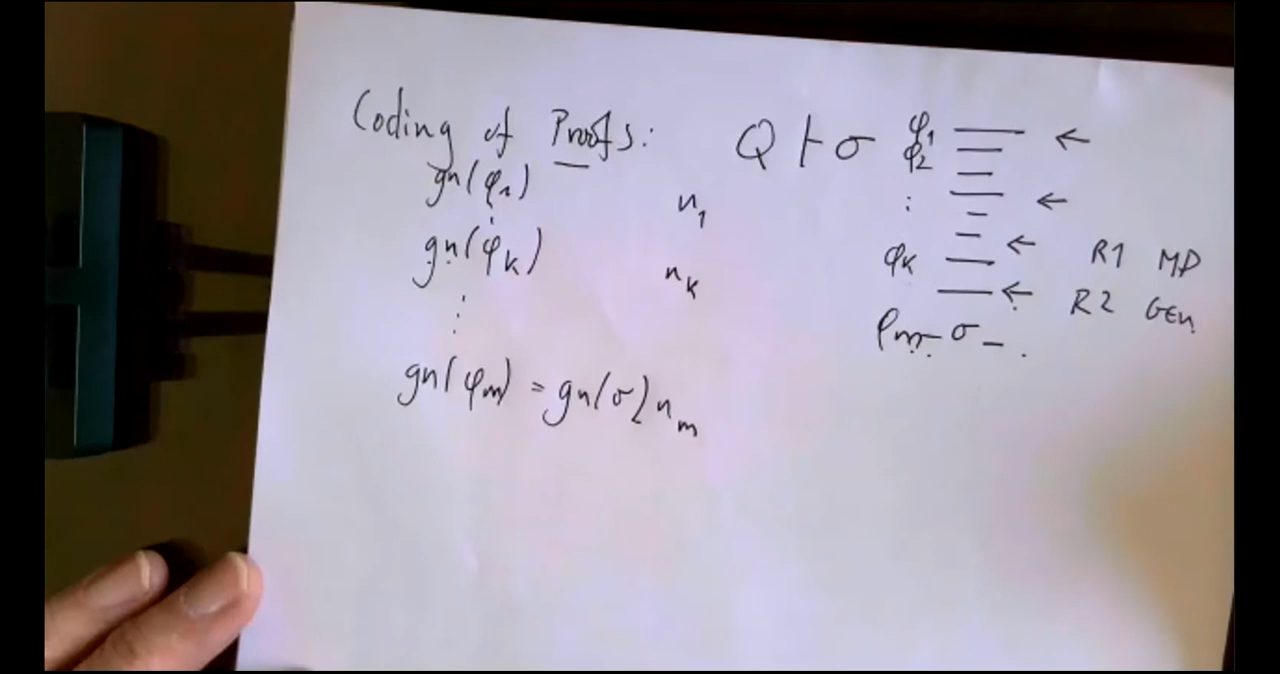 Coding of Proofs: Q ⊢ σ φ1 ←
φ2
gn(φ1) n1 : ←
gn(φk) nk φk ← R1 MP
← R2 Gen
⋮
φm σ .
gn(φm) = gn(σ) nm